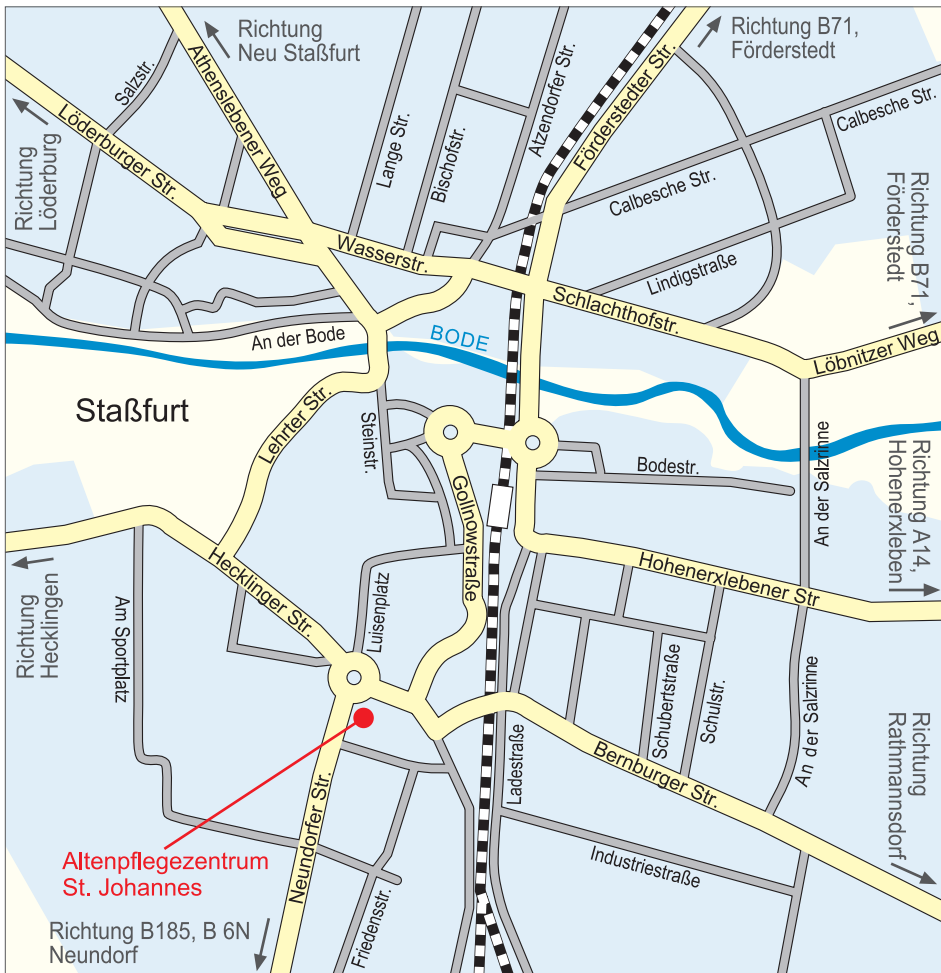 Richtung
Neu Staßfurt
Richtung B71,
Förderstedt
Salzstr.
Athenslebener Weg
Löderburger Str.
Lange Str.
Bischofstr.
Atzendorfer Str.
Förderstedter Str.
Calbesche Str.
Calbesche Str.
Richtung
Löderburg
Richtung B71,
Förderstedt
Wasserstr.
Lindigstraße
Schlachthofstr.
Löbnitzer Weg
An der Bode
BODE
Staßfurt
Lehrter Str.
Steinstr.
Gollnowstraße
Bodestr.
An der Salzrinne
Richtung A14,
Hohenerxleben
Hecklinger Str.
Luisenplatz
Hohenerxlebener Str
Richtung
Hecklingen
Am Sportplatz
Schubertstraße
Schulstr.
An der Salzrinne
Ladestraße
Bernburger Str.
Richtung
Rathmannsdorf
Neundorfer Str.
Industriestraße
Altenpflegezentrum
St. Johannes
Friedensstr.
Richtung B185, B 6N
Neundorf